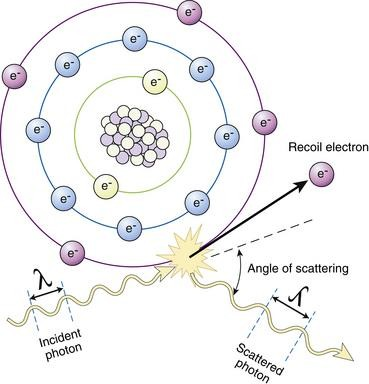 e-
e-
e-
e-
e-
e-
e-
e-
e-
e-
e-
e-
e-
e-
Recoil electron
e-
Angle of scattering
λ
Incident
photon
λ
Scattered
photon